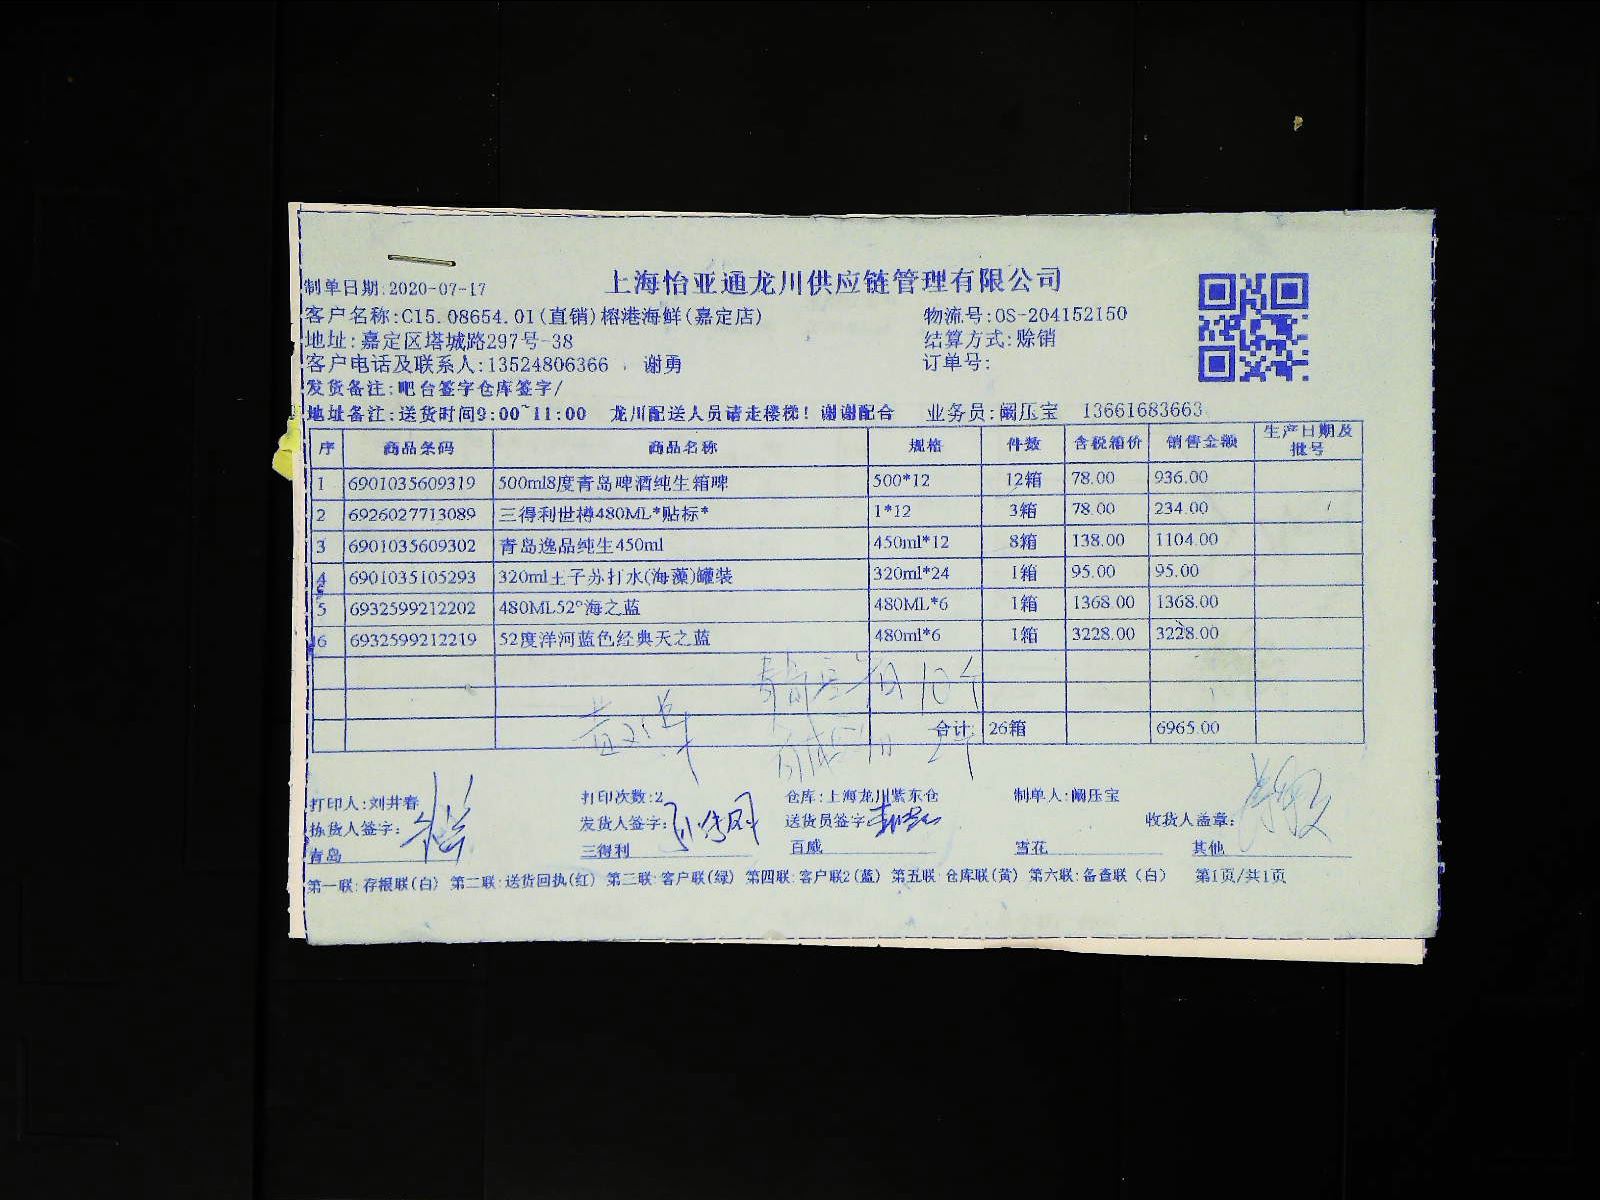 上海怡亚通龙川供应链管理有限公司
制单日期:2020-07-17
客户名称:C15.08654.01(直销)榕港海鲜(嘉定店) 物流号:OS-204152150
地址:嘉定区塔城路297号-38 结算方式:赊销
客户电话及联系人:13524806366 谢勇 订单号:
发货备注:吧台签字仓库签字/
地址备注:送货时间9:00~11:00 龙川配送人员请走楼梯!谢谢配合 业务员:阚压宝 13661683663
序 商品条码 商品名称 规格 件数 含税箱价 销售金额 生产日期及批号
1 6901035609319 500ml8度青岛啤酒纯生箱啤 500*12 12箱 78.00 936.00
2 6926027713089 三得利世樽480ML*贴标* 1*12 3箱 78.00 234.00
3 6901035609302 青岛逸品纯生450ml 450ml*12 8箱 138.00 1104.00
4 6901035105293 320ml王子苏打水(海藻)罐装 320ml*24 1箱 95.00 95.00
5 6932599212202 480ML52°海之蓝 480ML*6 1箱 1368.00 1368.00
6 6932599212219 52度洋河蓝色经典天之蓝 480ml*6 1箱 3228.00 3228.00
合计: 26箱 6965.00
打印人:刘井春 打印次数:2 仓库:上海龙川紫东仓 制单人:阚压宝
拣货人签字: 发货人签字: 送货员签字 收货人盖章:
青岛 三得利 百威 雪花 其他
第一联:存根联(白) 第二联:送货回执(红) 第三联:客户联(绿) 第四联:客户联2(蓝) 第五联:仓库联(黄) 第六联:备查联(白) 第1页/共1页